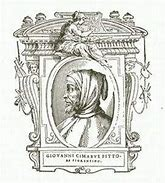 GIOVANNI CIMABVE PITTO-
RE FIORENTINO.